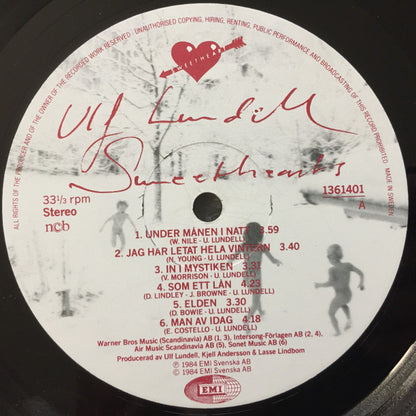 ALL RIGHTS OF THE PRODUCER AND OF THE OWNER OF THE RECORDED WORK RESERVED. UNAUTHORISED COPYING, HIRING, RENTING, PUBLIC PERFORMANCE AND BROADCASTING OF THIS RECORD PROHIBITED. MADE IN SWEDEN
SWEETHEART
Ulf Lundell
Sweethearts
33 1/3 rpm
Stereo
ncb
1361401
A
1. UNDER MÅNEN I NATT 3.59
(W. NILE - U. LUNDELL)
2. JAG HAR LETAT HELA VINTERN 3.40
(N. YOUNG - U. LUNDELL)
3. IN I MYSTIKEN 3.31
(V. MORRISON - U. LUNDELL)
4. SOM ETT LÅN 4.23
(D. LINDLEY - J. BROWNE - U. LUNDELL)
5. ELDEN 3.30
(D. BOWIE - U. LUNDELL)
6. MAN AV IDAG 4.18
(E. COSTELLO - U. LUNDELL)
Warner Bros Music (Scandinavia) AB (1, 3), Intersong-Förlagen AB (2, 4),
Air Music Scandinavia AB (5), Sonet Music AB (6)
Producerad av Ulf Lundell, Kjell Andersson & Lasse Lindbom
Ⓟ 1984 EMI Svenska AB
© 1984 EMI Svenska AB
EMI